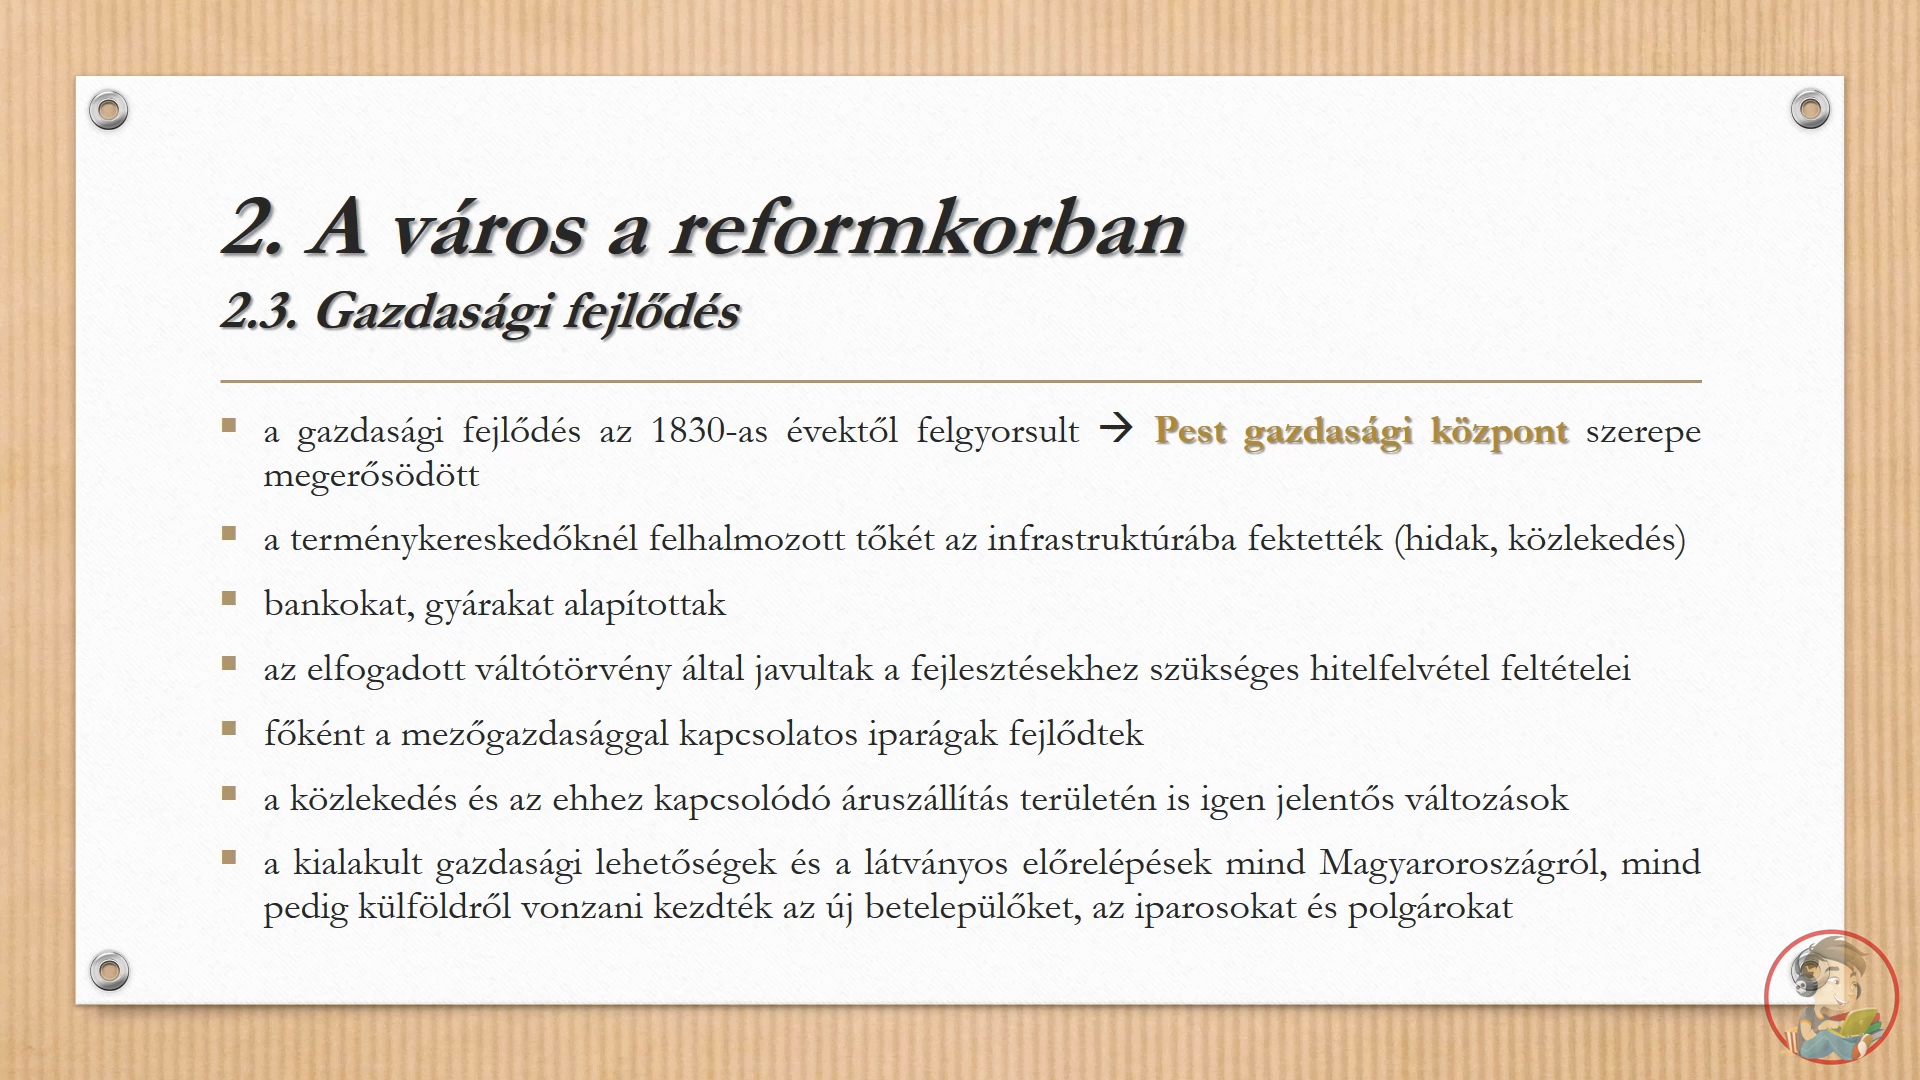 2. A város a reformkorban
2.3. Gazdasági fejlődés
▪ a gazdasági fejlődés az 1830-as évektől felgyorsult → Pest gazdasági központ szerepe
megerősödött
▪ a terménykereskedőknél felhalmozott tőkét az infrastruktúrába fektették (hidak, közlekedés)
▪ bankokat, gyárakat alapítottak
▪ az elfogadott váltótörvény által javultak a fejlesztésekhez szükséges hitelfelvétel feltételei
▪ főként a mezőgazdasággal kapcsolatos iparágak fejlődtek
▪ a közlekedés és az ehhez kapcsolódó áruszállítás területén is igen jelentős változások
▪ a kialakult gazdasági lehetőségek és a látványos előrelépések mind Magyaroroszágról, mind
pedig külföldről vonzani kezdték az új betelepülőket, az iparosokat és polgárokat